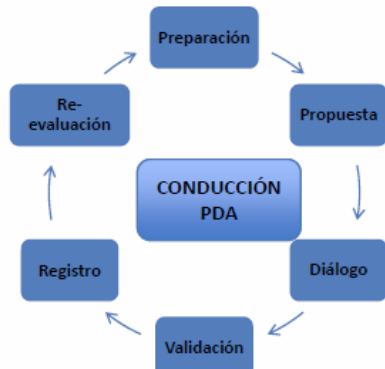 Preparación
Propuesta
Diálogo
Validación
Registro
Re-
evaluación
CONDUCCIÓN
PDA